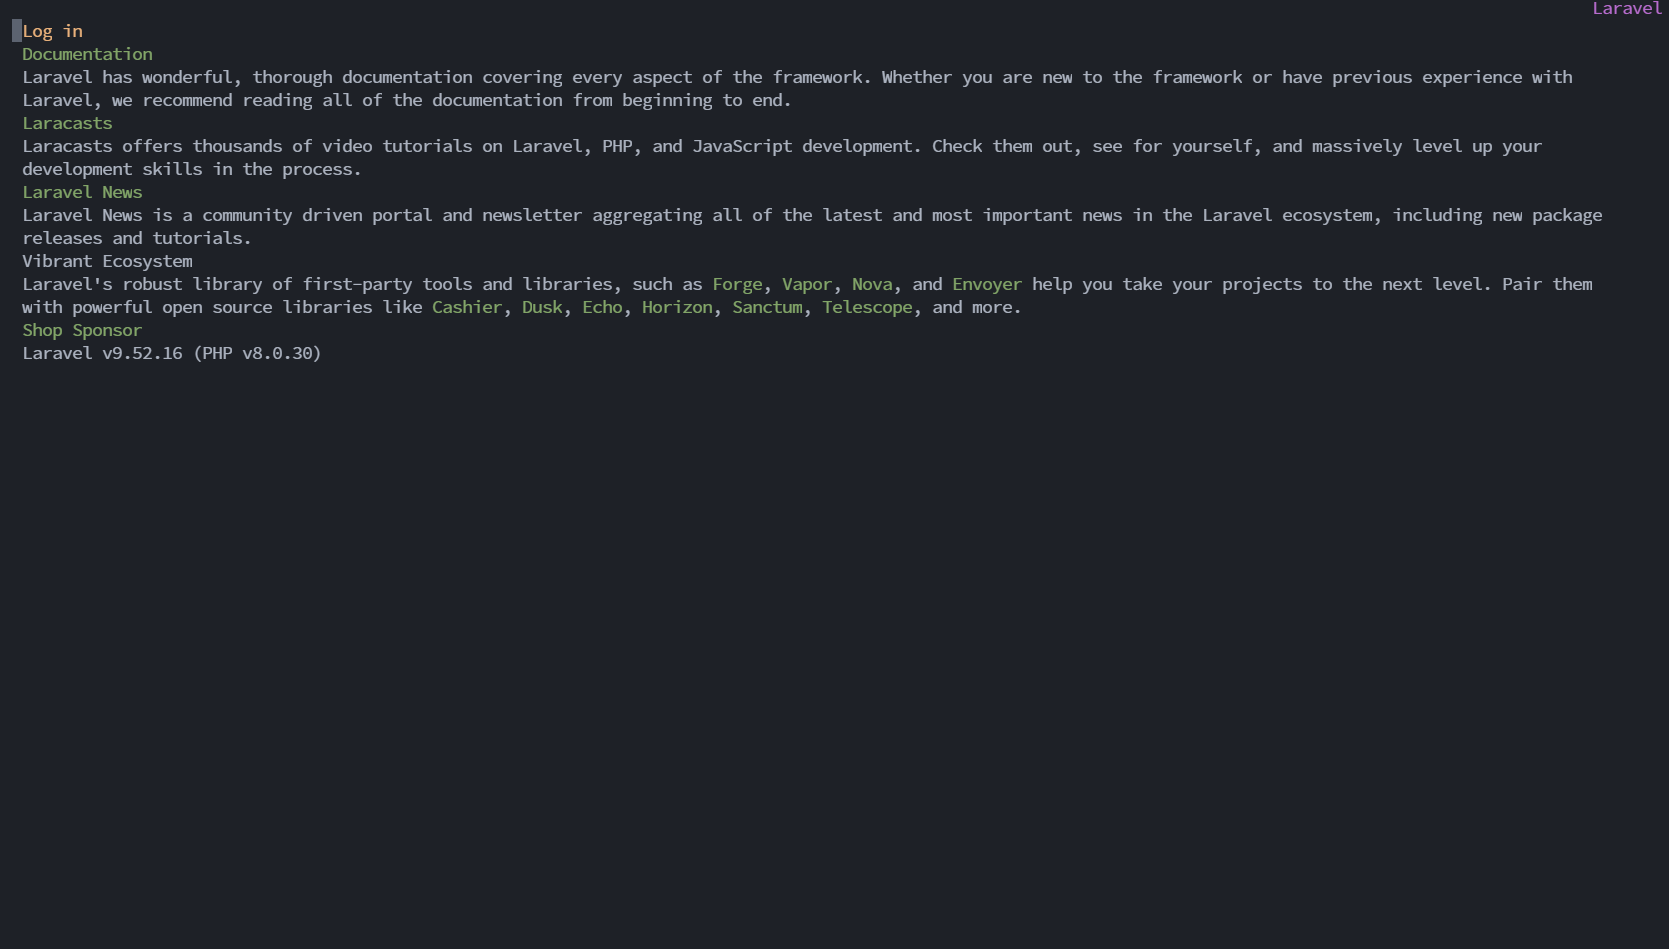 Laravel
Log in
Documentation
Laravel has wonderful, thorough documentation covering every aspect of the framework. Whether you are new to the framework or have previous experience with
Laravel, we recommend reading all of the documentation from beginning to end.
Laracasts
Laracasts offers thousands of video tutorials on Laravel, PHP, and JavaScript development. Check them out, see for yourself, and massively level up your
development skills in the process.
Laravel News
Laravel News is a community driven portal and newsletter aggregating all of the latest and most important news in the Laravel ecosystem, including new package
releases and tutorials.
Vibrant Ecosystem
Laravel's robust library of first-party tools and libraries, such as Forge, Vapor, Nova, and Envoyer help you take your projects to the next level. Pair them
with powerful open source libraries like Cashier, Dusk, Echo, Horizon, Sanctum, Telescope, and more.
Shop Sponsor
Laravel v9.52.16 (PHP v8.0.30)